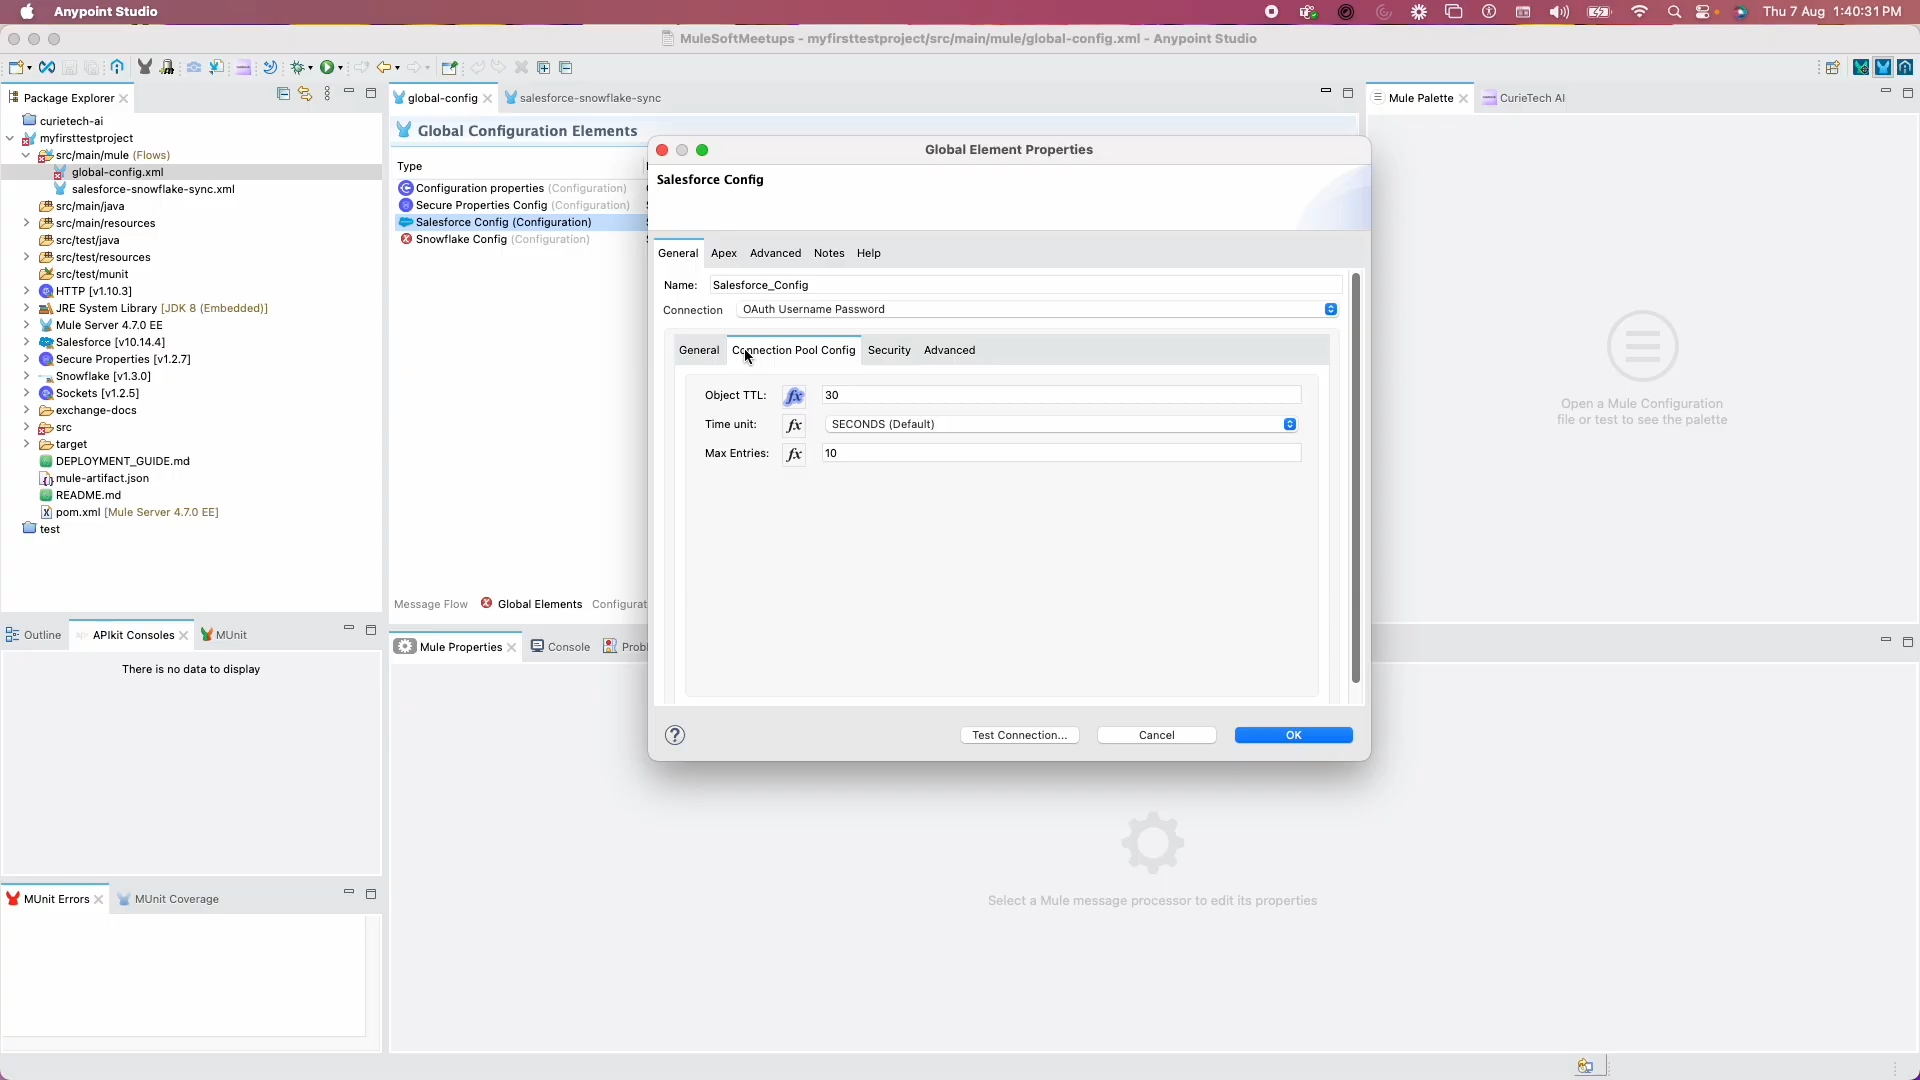 Anypoint Studio
Thu 7 Aug 1:40:31 PM
MuleSoftMeetups - myfirsttestproject/src/main/mule/global-config.xml - Anypoint Studio
Package Explorer
curietech-ai
myfirsttestproject
src/main/mule (Flows)
global-config.xml
salesforce-snowflake-sync.xml
src/main/java
src/main/resources
src/test/java
src/test/resources
src/test/munit
HTTP [v1.10.3]
JRE System Library [JDK 8 (Embedded)]
Mule Server 4.7.0 EE
Salesforce [v10.14.4]
Secure Properties [v1.2.7]
Snowflake [v1.3.0]
Sockets [v1.2.5]
exchange-docs
src
target
DEPLOYMENT_GUIDE.md
mule-artifact.json
README.md
pom.xml [Mule Server 4.7.0 EE]
test
Outline
APIkit Consoles
MUnit
There is no data to display
MUnit Errors
MUnit Coverage
global-config
salesforce-snowflake-sync
Global Configuration Elements
Type
Configuration properties (Configuration)
Secure Properties Config (Configuration)
Salesforce Config (Configuration)
Snowflake Config (Configuration)
Message Flow
Global Elements
Configurat
Mule Properties
Console
Probl
Select a Mule message processor to edit its properties
Global Element Properties
Salesforce Config
General
Apex
Advanced
Notes
Help
Name: Salesforce_Config
Connection OAuth Username Password
General
Connection Pool Config
Security
Advanced
Object TTL: fx 30
Time unit: fx SECONDS (Default)
Max Entries: fx 10
?
Test Connection...
Cancel
OK
Mule Palette
CurieTech AI
Open a Mule Configuration
file or test to see the palette